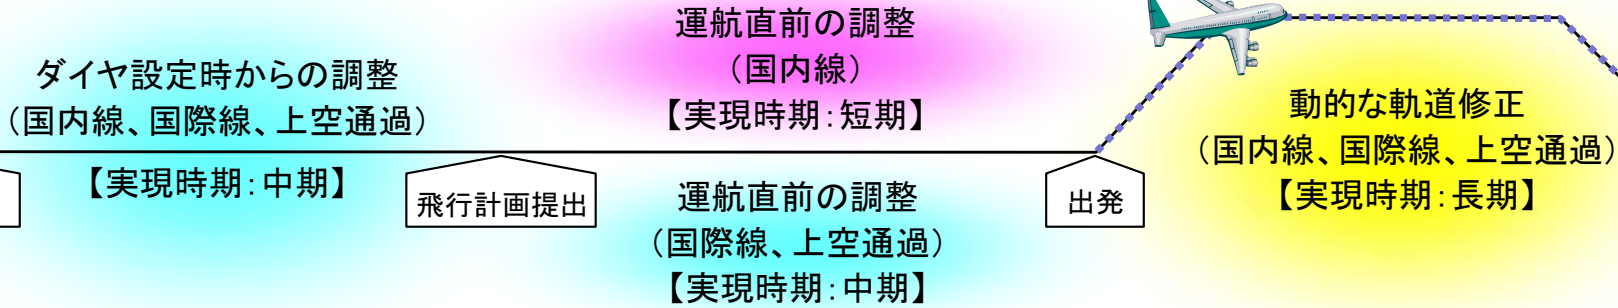 ダイヤ設定時からの調整
（国内線、国際線、上空通過）
【実現時期：中期】
飛行計画提出
運航直前の調整
（国内線）
【実現時期：短期】
運航直前の調整
（国際線、上空通過）
【実現時期：中期】
出発
動的な軌道修正
（国内線、国際線、上空通過）
【実現時期：長期】